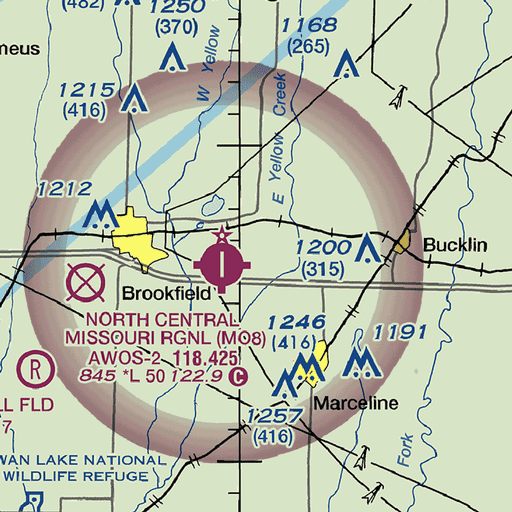 (482)
1250
(370)
1168
(265)
meus
W Yellow
1215
(416)
E Yellow Creek
1212
1200
(315)
Bucklin
Brookfield
NORTH CENTRAL
MISSOURI RGNL (MO8)
AWOS-2 118.425
845 *L 50 122.9 C
1246
(416)
1191
R
LL FLD
7
1257
(416)
Marceline
Fork
WAN LAKE NATIONAL
WILDLIFE REFUGE